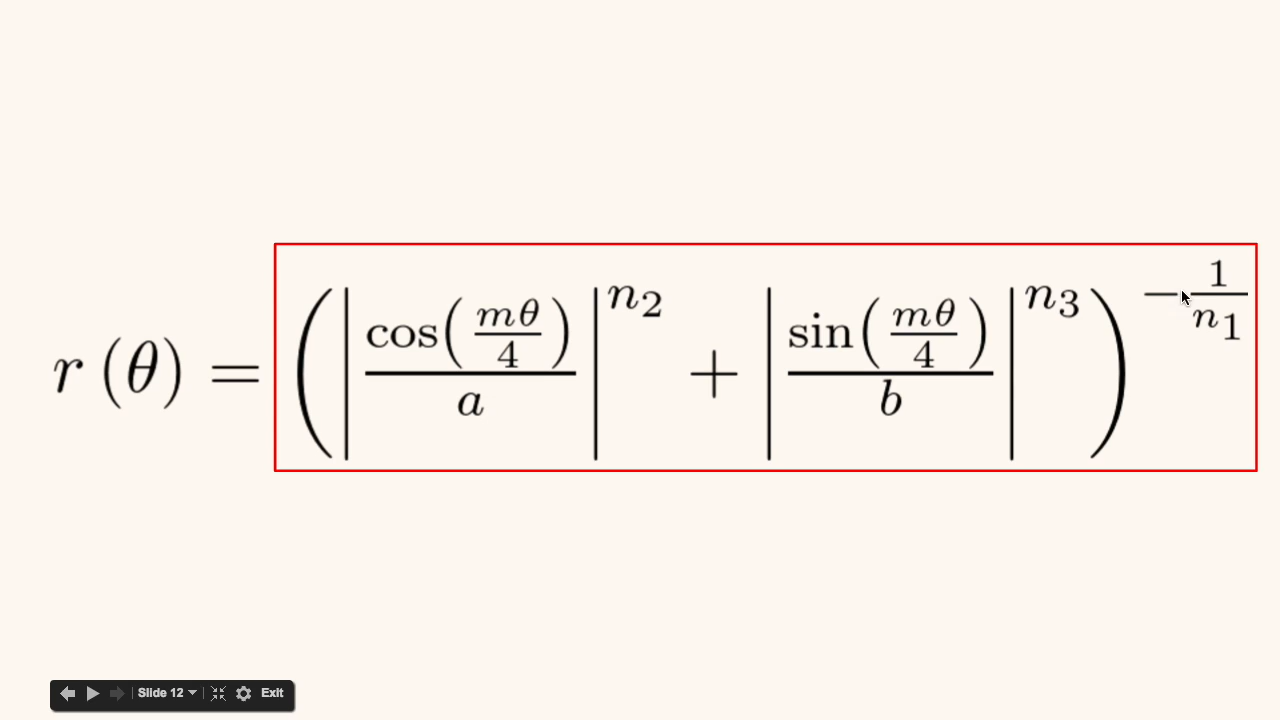 r(θ) = (|cos(mθ/4)/a|^n₂ + |sin(mθ/4)/b|^n₃)^−1/n₁
Slide 12 Exit